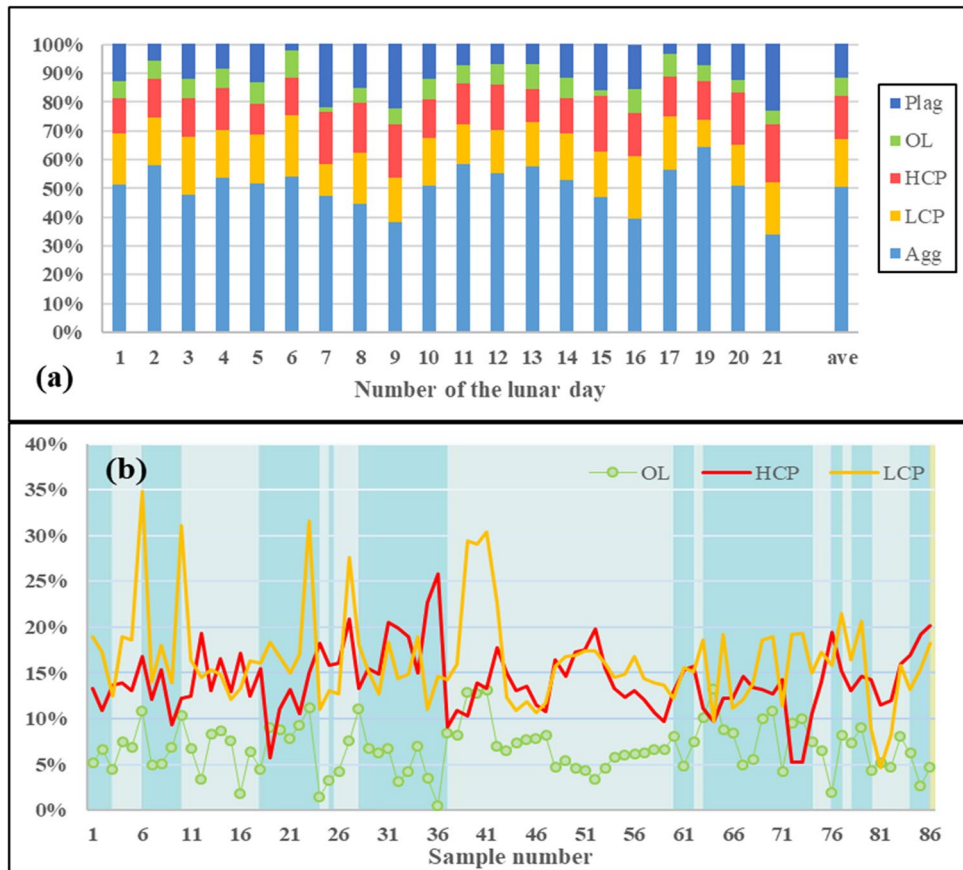 100%
90%
80%
70%
60%
50%
40%
30%
20%
10%
0%
1 2 3 4 5 6 7 8 9 10 11 12 13 14 15 16 17 19 20 21 ave
(a)
Number of the lunar day
Plag
OL
HCP
LCP
Agg
40%
35%
30%
25%
20%
15%
10%
5%
0%
(b)
OL HCP LCP
1 6 11 16 21 26 31 36 41 46 51 56 61 66 71 76 81 86
Sample number